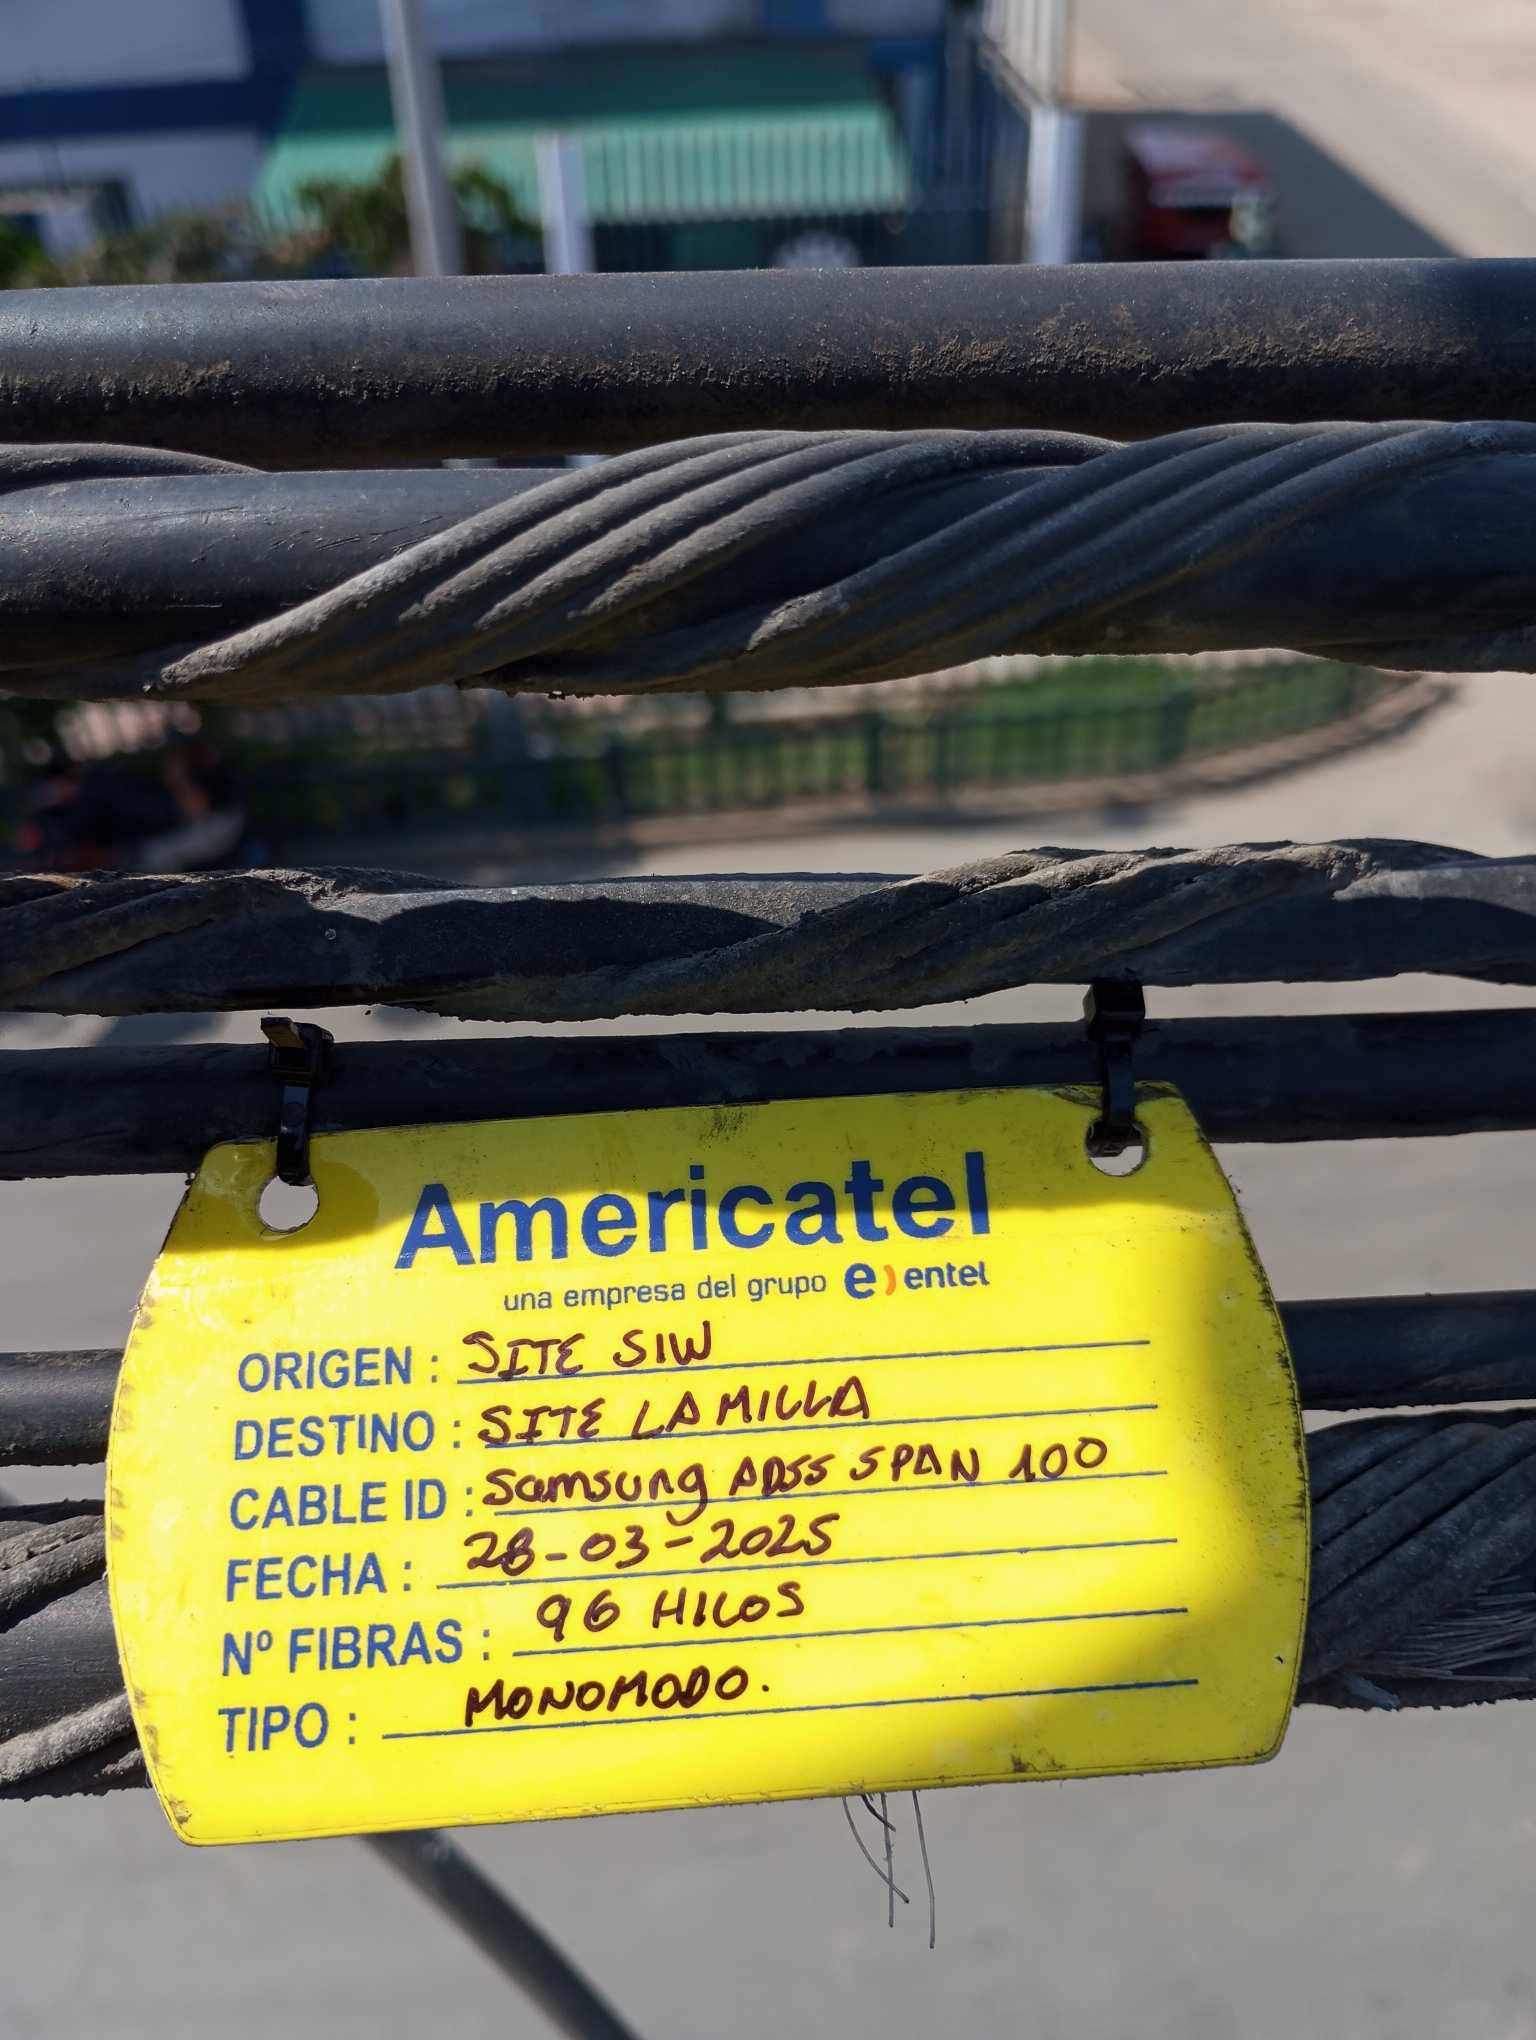 Americatel
una empresa del grupo e) entel
ORIGEN : SITE SIW
DESTINO : SITE LA MILLA
CABLE ID : Samsung ADSS SPAN 100
FECHA : 28-03-2025
Nº FIBRAS : 96 HILOS
TIPO : MONOMODO.